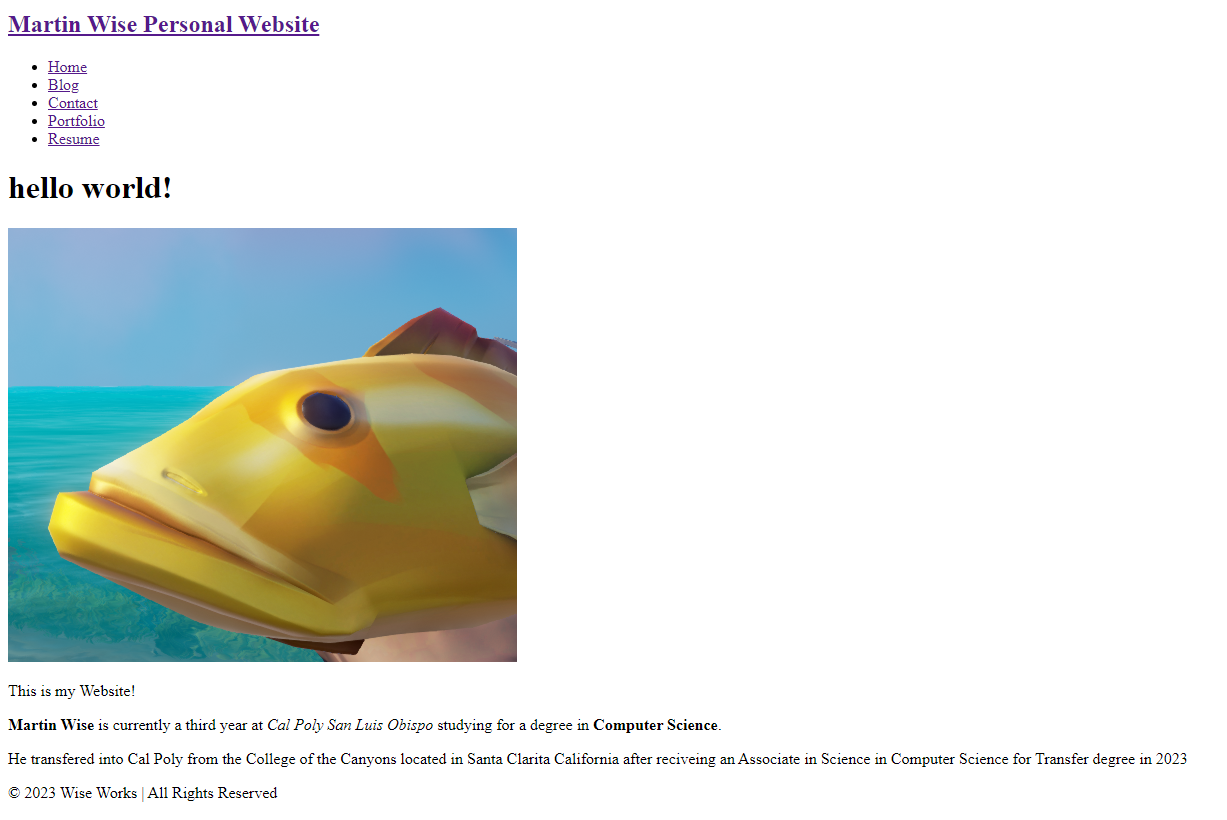 Martin Wise Personal Website
Home
Blog
Contact
Portfolio
Resume
hello world!
This is my Website!
Martin Wise is currently a third year at Cal Poly San Luis Obispo studying for a degree in Computer Science.
He transfered into Cal Poly from the College of the Canyons located in Santa Clarita California after reciveing an Associate in Science in Computer Science for Transfer degree in 2023
© 2023 Wise Works | All Rights Reserved